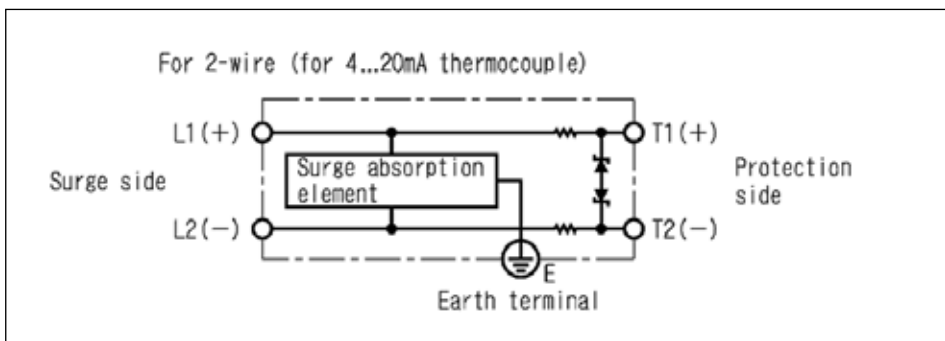 For 2-wire (for 4...20mA thermocouple)
L1(+)
T1(+)
Surge absorption
element
Surge side
Protection
side
L2(−)
T2(−)
E
Earth terminal